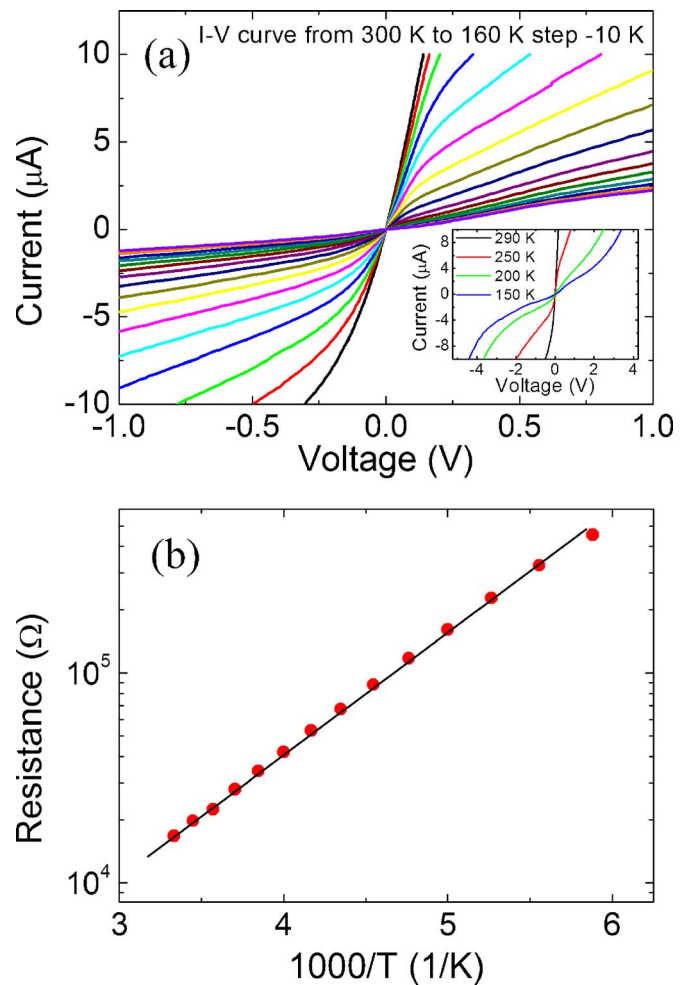 (a)
I-V curve from 300 K to 160 K step -10 K
10
5
0
-5
-10
Current (μA)
-1.0 -0.5 0.0 0.5 1.0
Voltage (V)
8
4
0
-4
-8
Current (μA)
290 K
250 K
200 K
150 K
-4 -2 0 2 4
Voltage (V)
(b)
10^5
10^4
Resistance (Ω)
3 4 5 6
1000/T (1/K)